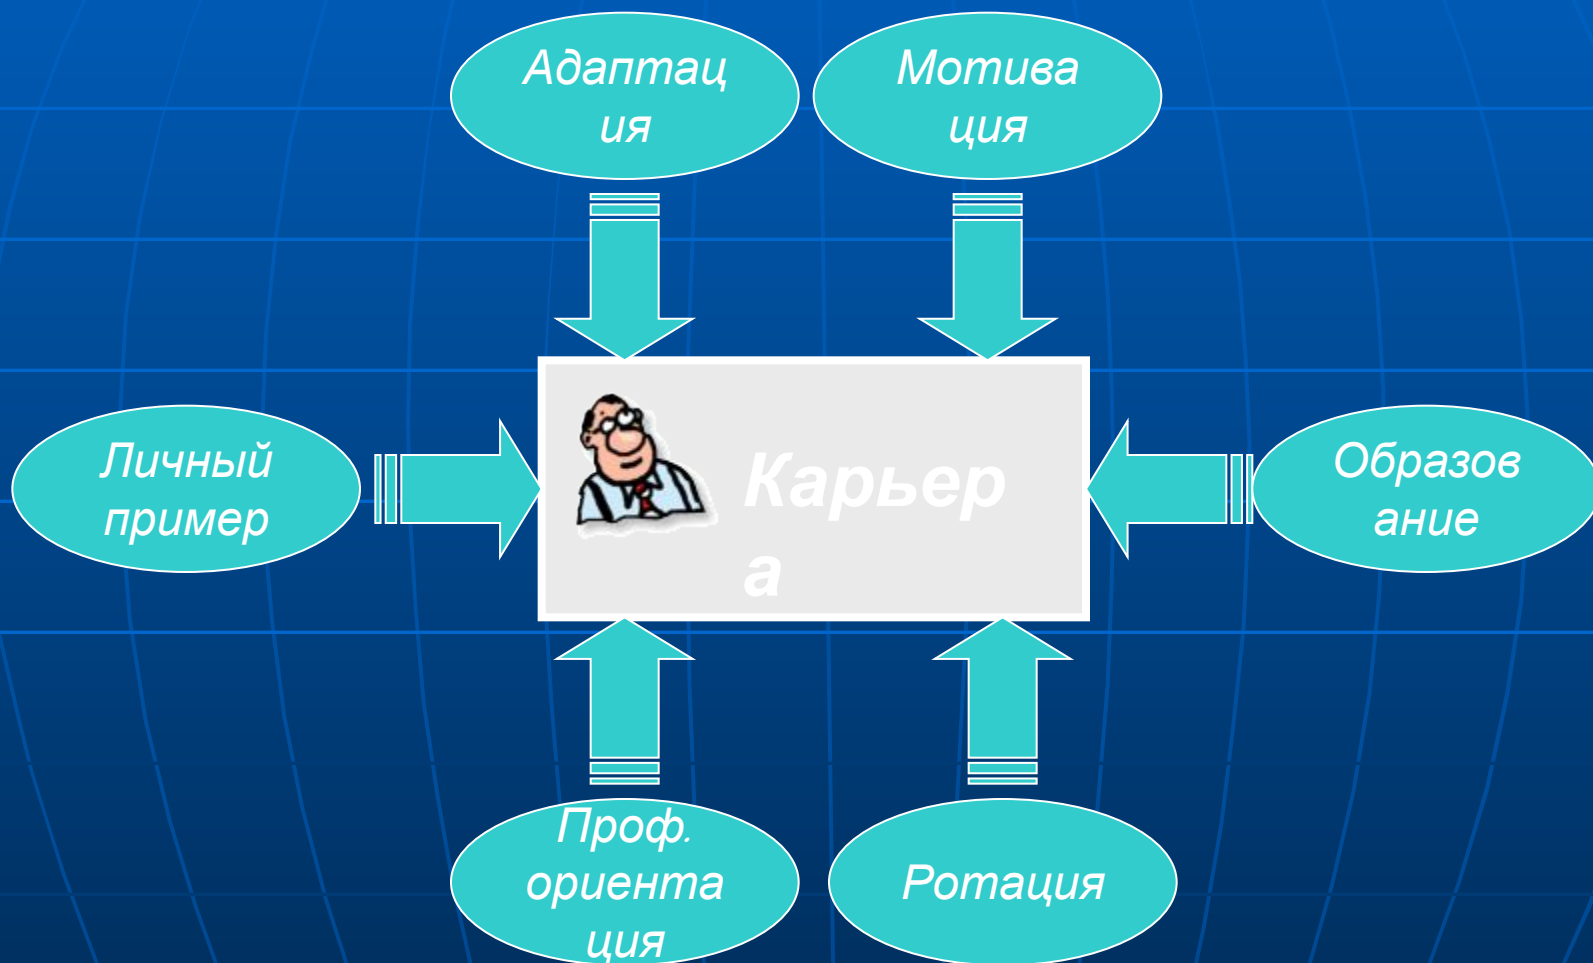 Адаптац
ия
Мотива
ция
Личный
пример
Карьер
а
Образов
ание
Проф.
ориента
ция
Ротация